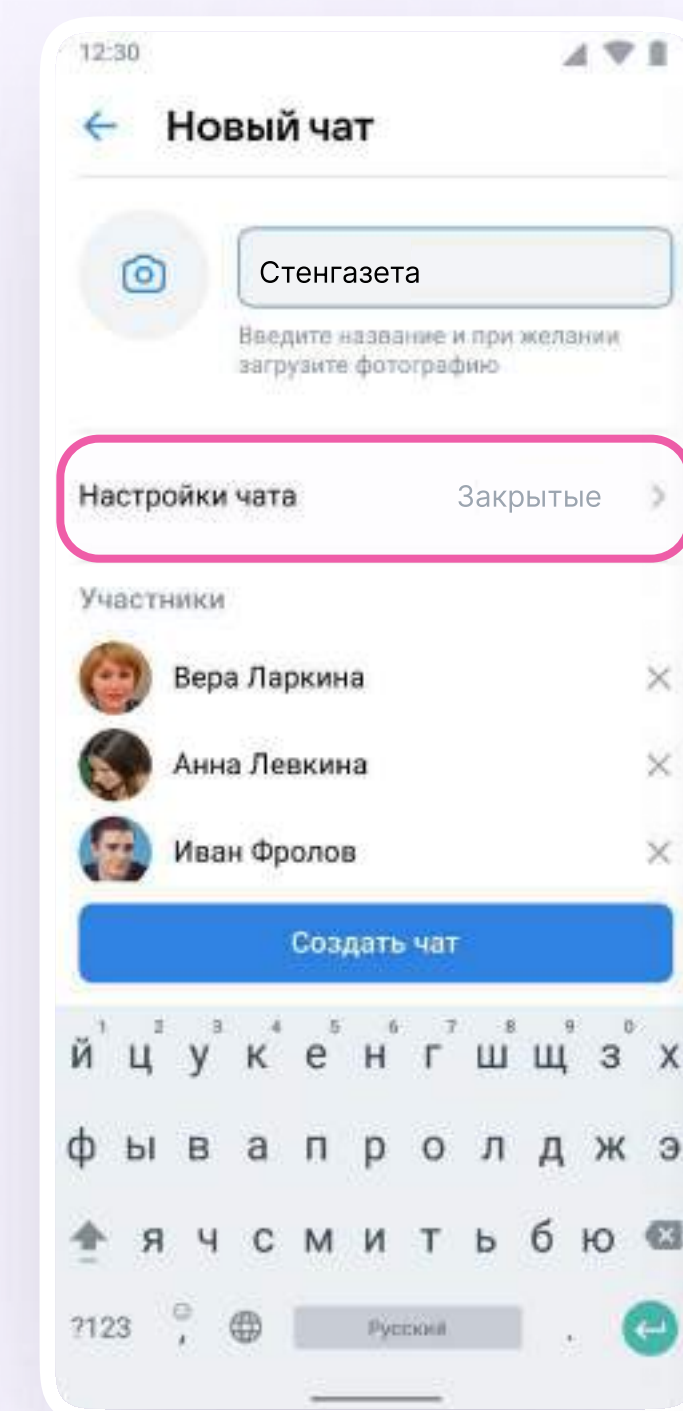 12:30
Новый чат
Стенгазета
Введите название и при желании
загрузите фотографию
Настройки чата Закрытые
Участники
Вера Ларкина
Анна Левкина
Иван Фролов
Создать чат
1 2 3 4 5 6 7 8 9 0
й ц у к е н г ш щ з х
ф ы в а п р о л д ж э
я ч с м и т ь б ю
?123 , Русский .